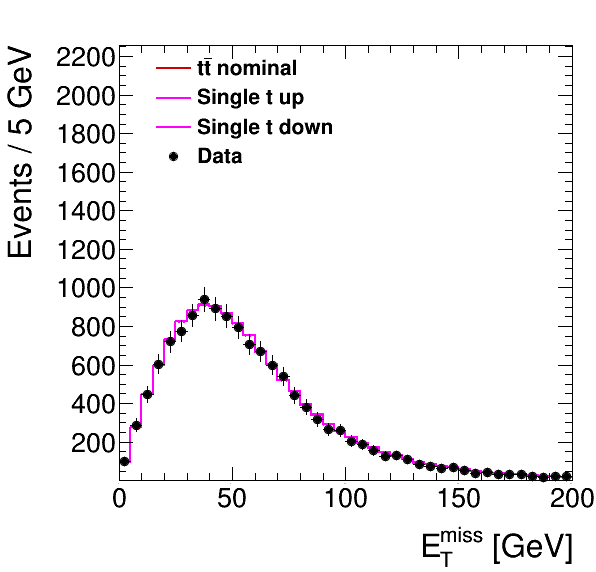 Events / 5 GeV
2200
2000
1800
1600
1400
1200
1000
800
600
400
200
tt̄ nominal
Single t up
Single t down
Data
0 50 100 150 200
E_T^miss [GeV]